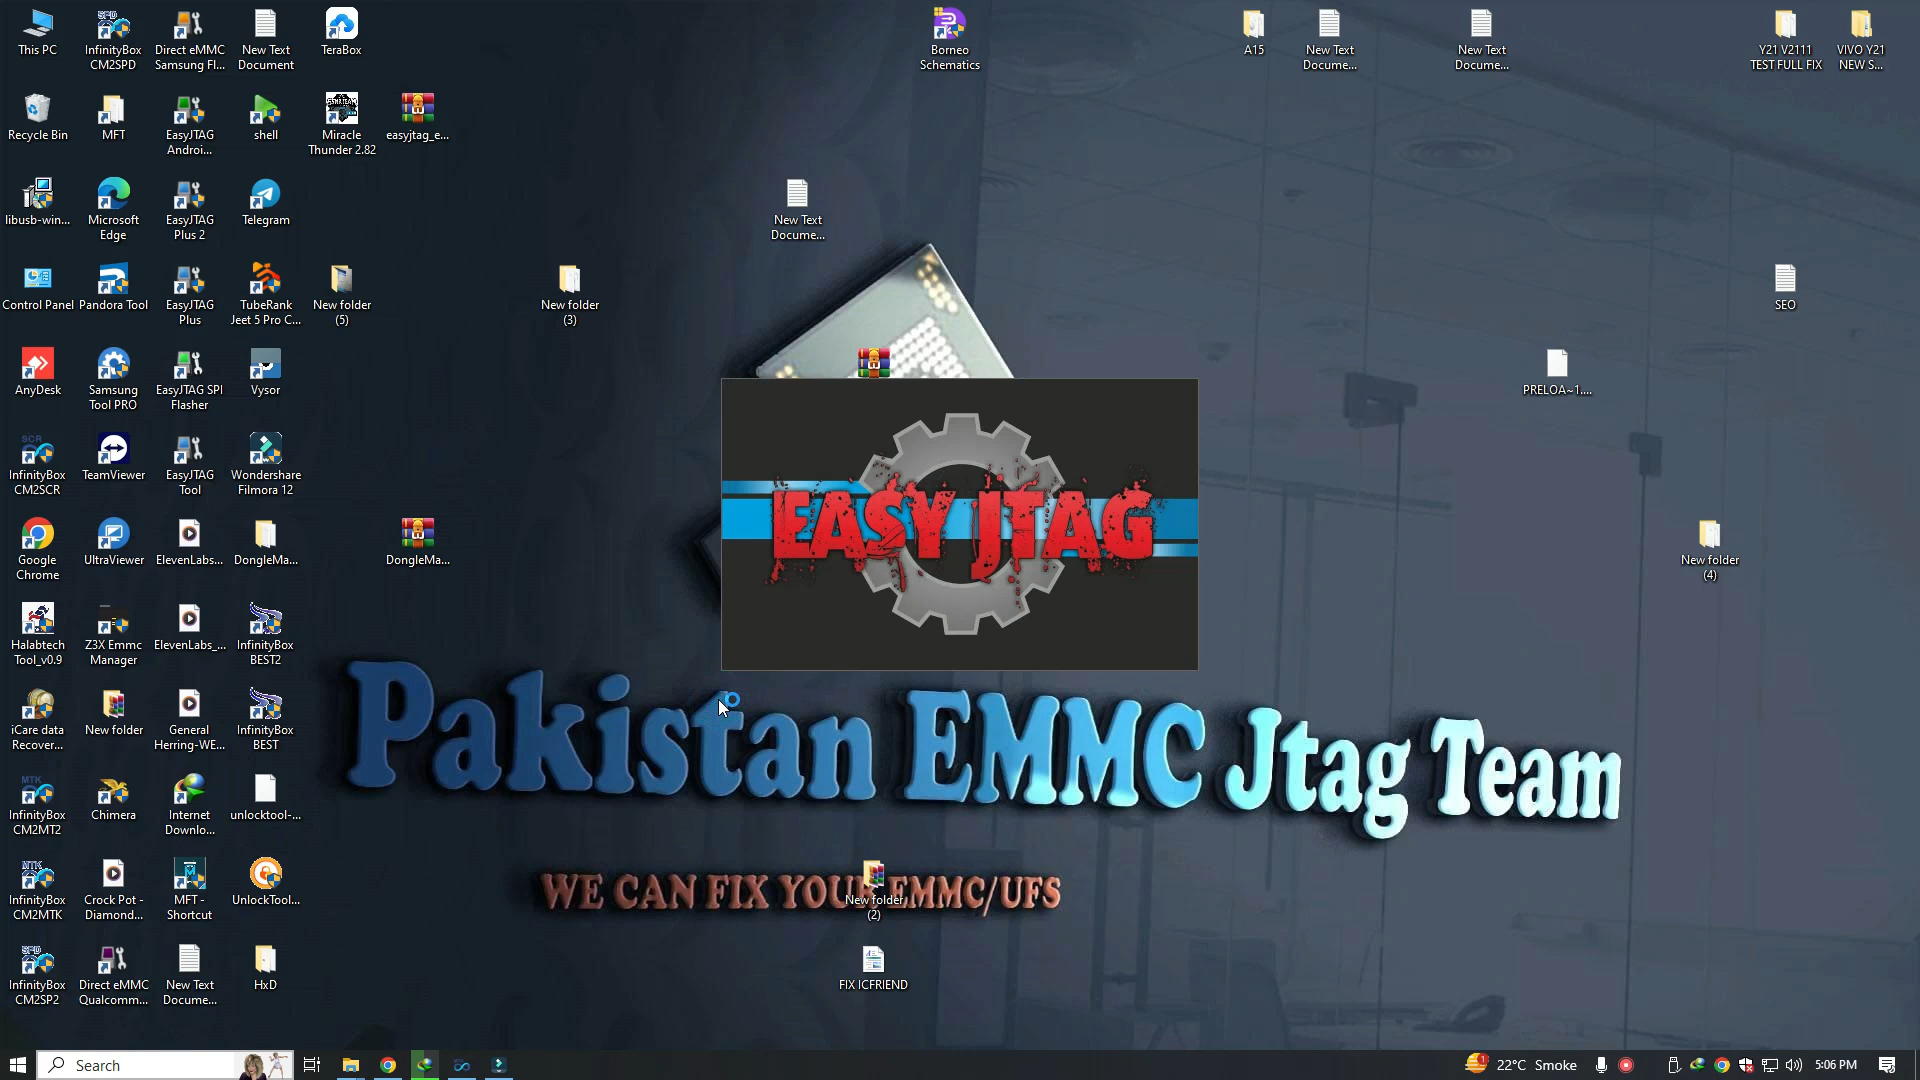 This PC
InfinityBox
CM2SPD
Direct eMMC
Samsung Fl...
New Text
Document
TeraBox
Borneo
Schematics
A15
New Text
Docume...
New Text
Docume...
Y21 V2111
TEST FULL FIX
VIVO Y21
NEW S...
Recycle Bin
MFT
EasyJTAG
Androi...
shell
Miracle
Thunder 2.82
easyjtag_e...
libusb-win...
Microsoft
Edge
EasyJTAG
Plus 2
Telegram
New Text
Docume...
Control Panel
Pandora Tool
EasyJTAG
Plus
TubeRank
Jeet 5 Pro C...
New folder
(5)
New folder
(3)
SEO
AnyDesk
Samsung
Tool PRO
EasyJTAG SPI
Flasher
Vysor
PRELOA~1....
InfinityBox
CM2SCR
TeamViewer
EasyJTAG
Tool
Wondershare
Filmora 12
EASY JTAG
Google
Chrome
UltraViewer
ElevenLabs...
DongleMa...
DongleMa...
New folder
(4)
Halabtech
Tool_v0.9
Z3X Emmc
Manager
ElevenLabs_...
InfinityBox
BEST2
Pakistan EMMC Jtag Team
iCare data
Recover...
New folder
General
Herring-WE...
InfinityBox
BEST
InfinityBox
CM2MT2
Chimera
Internet
Downlo...
unlocktool-...
InfinityBox
CM2MTK
Crock Pot -
Diamond...
MFT -
Shortcut
UnlockTool...
WE CAN FIX YOUR EMMC/UFS
New folder
(2)
InfinityBox
CM2SP2
Direct eMMC
Qualcomm...
New Text
Docume...
HxD
FIX ICFRIEND
Search
22°C Smoke
5:06 PM